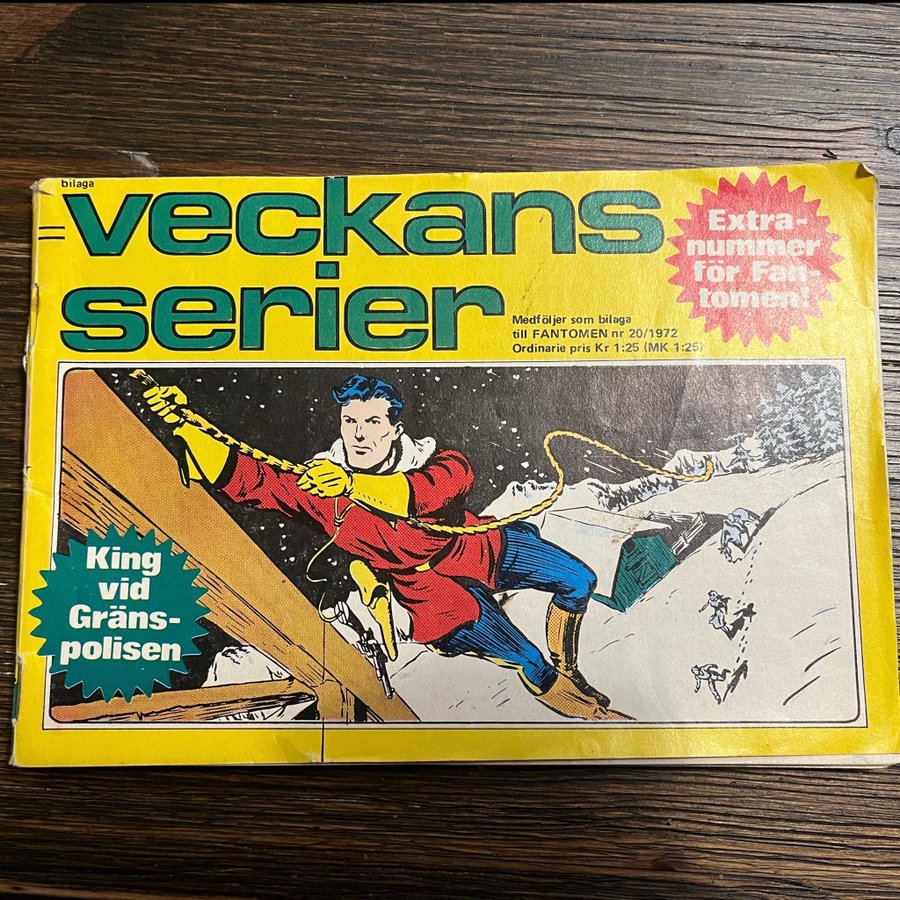 bilaga
veckans
serier
Extra-
nummer
för Fan-
tomen!
Medföljer som bilaga
till FANTOMEN nr 20/1972
Ordinarie pris Kr 1:25 (MK 1:25)
King
vid
Gräns-
polisen